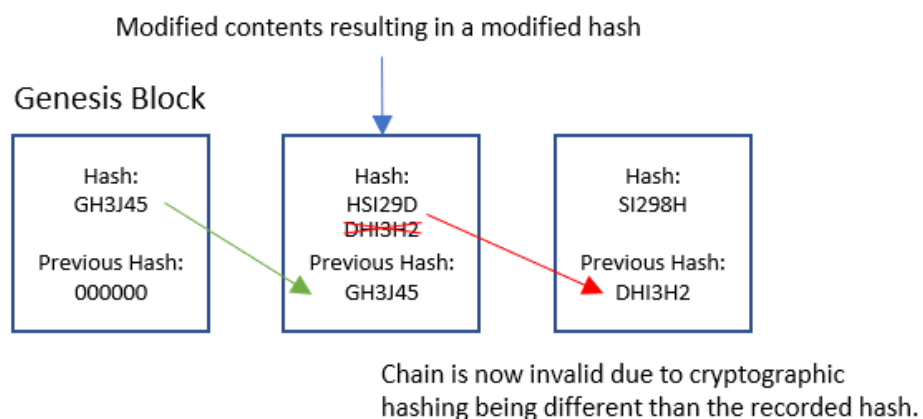 Modified contents resulting in a modified hash
Genesis Block
Hash:
GH3J45
Previous Hash:
000000
Hash:
HSI29D
DHI3H2
Previous Hash:
GH3J45
Hash:
SI298H
Previous Hash:
DHI3H2
Chain is now invalid due to cryptographic
hashing being different than the recorded hash.